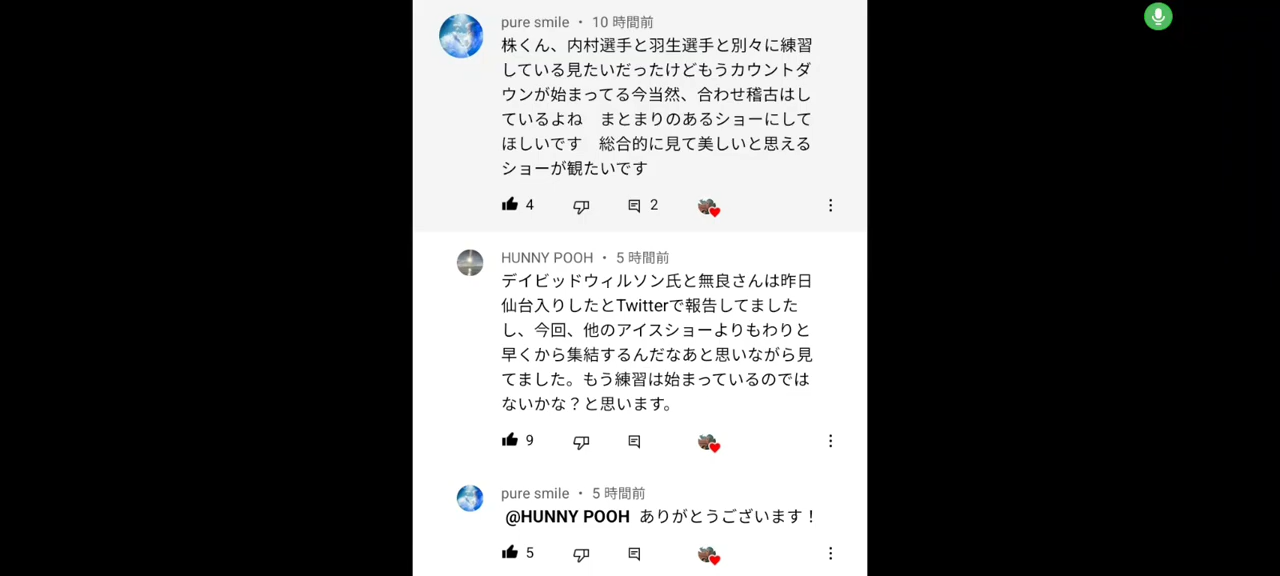 pure smile ・ 10 時間前
株くん、内村選手と羽生選手と別々に練習
している見たいだったけどもうカウントダ
ウンが始まってる今当然、合わせ稽古はし
ているよね　まとまりのあるショーにして
ほしいです　総合的に見て美しいと思える
ショーが観たいです
4 2
HUNNY POOH ・ 5 時間前
デイビッドウィルソン氏と無良さんは昨日
仙台入りしたとTwitterで報告してました
し、今回、他のアイスショーよりもわりと
早くから集結するんだなあと思いながら見
てました。もう練習は始まっているのでは
ないかな？と思います。
9
pure smile ・ 5 時間前
@HUNNY POOH ありがとうございます！
5